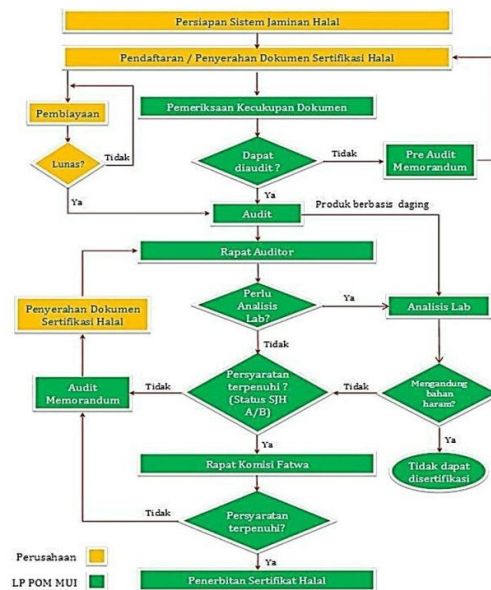 Persiapan Sistem Jaminan Halal
Pendaftaran / Penyerahan Dokumen Sertifikasi Halal
Pembiayaan
Pemeriksaan Kecukupan Dokumen
Lunas?
Tidak
Dapat
diaudit ?
Tidak
Pre Audit
Memorandum
Ya
Ya
Audit
Produk berbasis daging
Rapat Auditor
Penyerahan Dokumen
Sertifikasi Halal
Perlu
Analisis
Lab?
Ya
Analisis Lab
Tidak
Audit
Memorandum
Tidak
Persyaratan
terpenuhi ?
(Status SJH
A/B)
Tidak
Mengandung
bahan
haram?
Ya
Ya
Rapat Komisi Fatwa
Tidak dapat
disertifikasi
Tidak
Persyaratan
terpenuhi?
Ya
Perusahaan
LP POM MUI
Penerbitan Sertifikat Halal